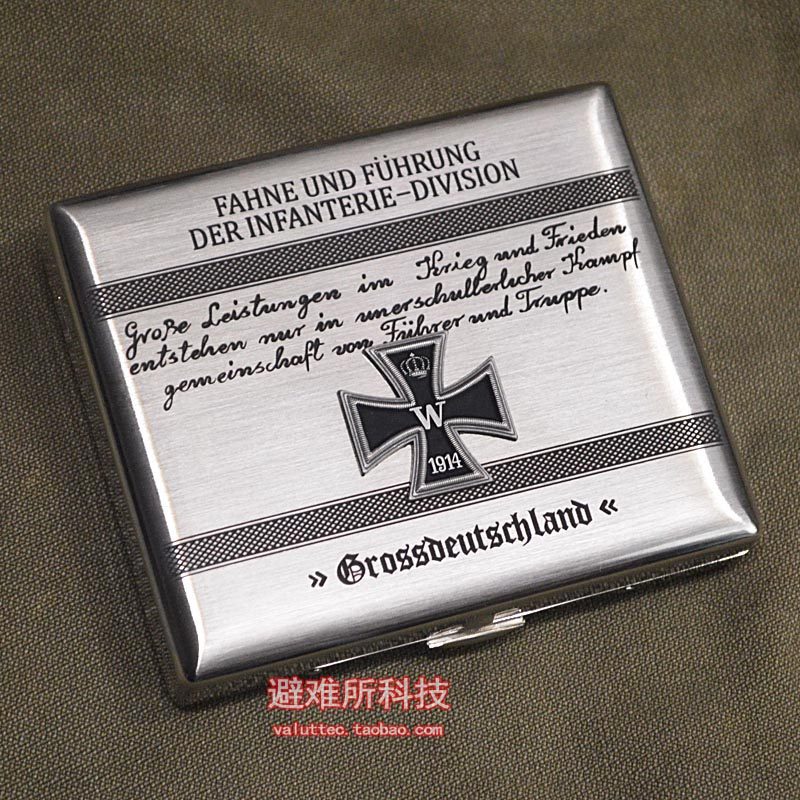 FAHNE UND FÜHRUNG
DER INFANTERIE-DIVISION
Große Leistungen im Krieg und Frieden
entstehen nur in unerschullerlicher Kampf
gemeinschaft von Führer und Truppe.
W
1914
» Grossdeutschland «
避难所科技
valuttec.taobao.com